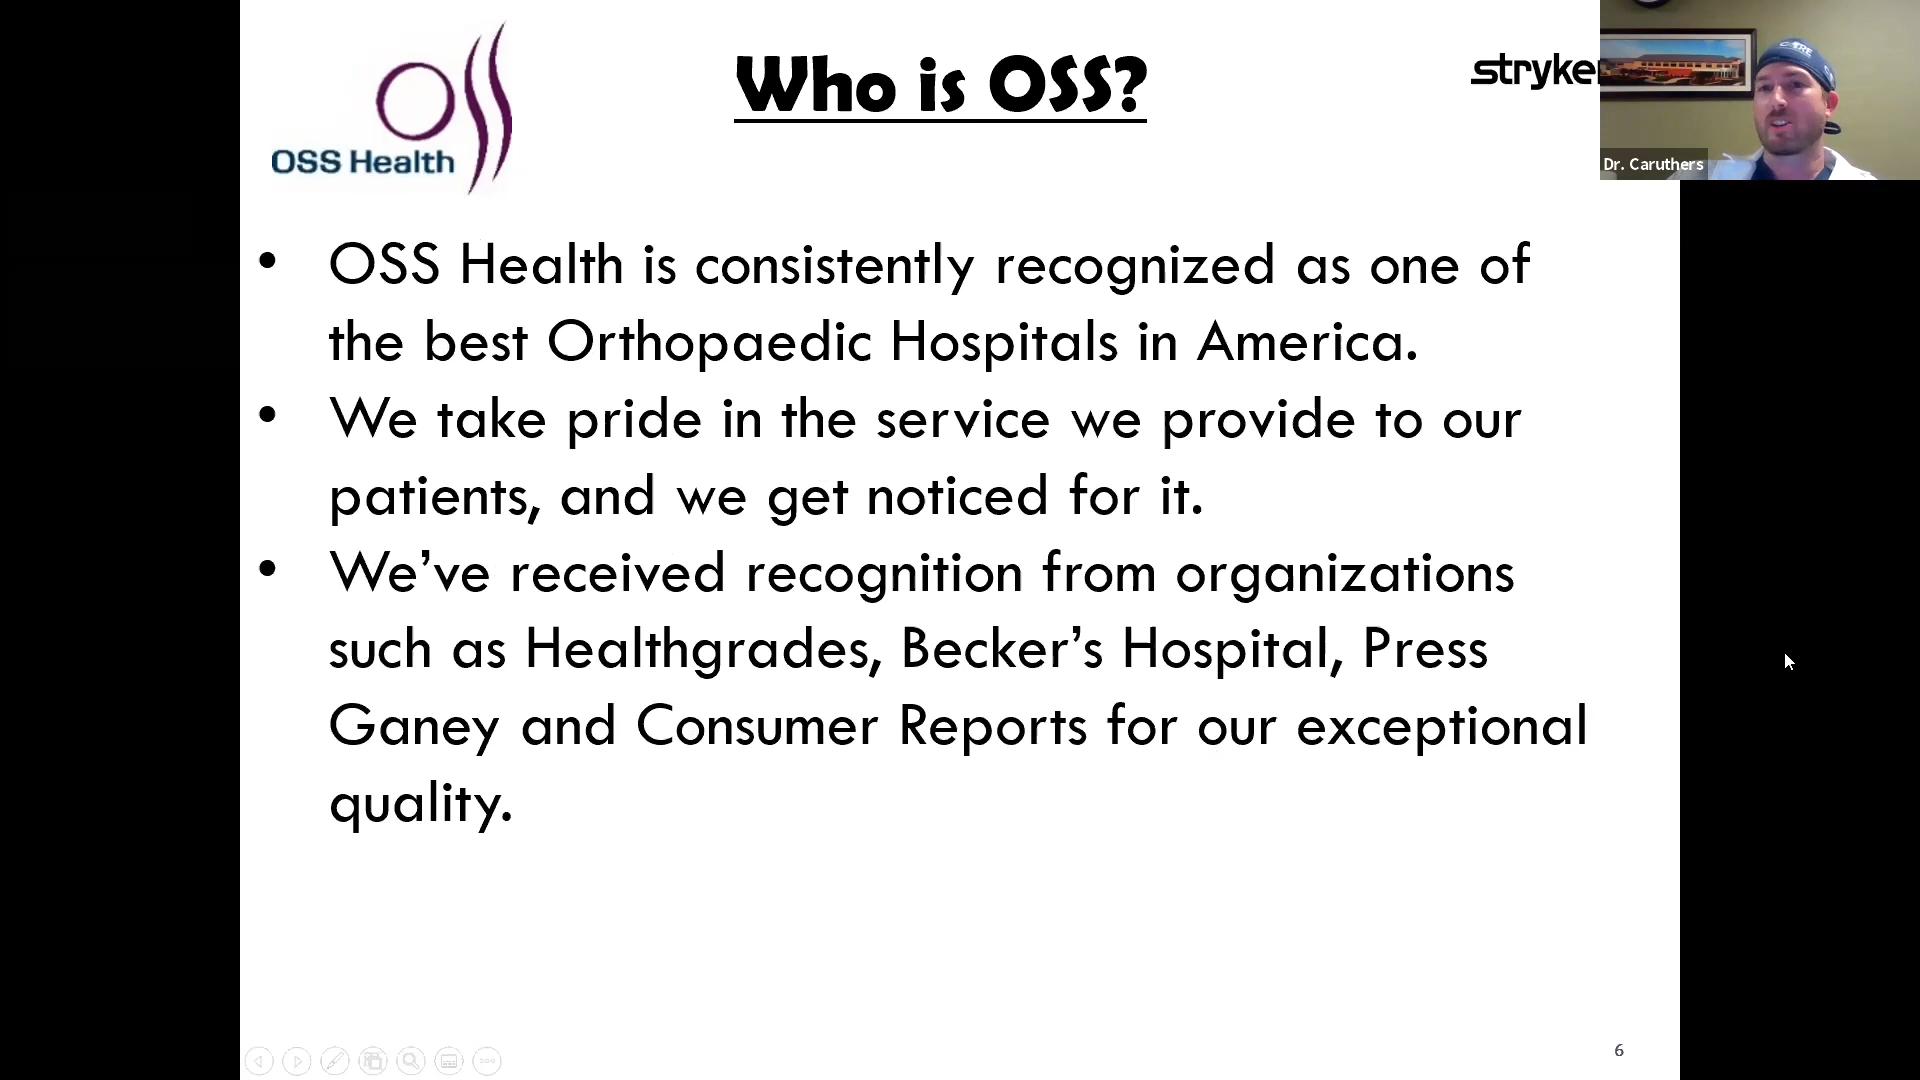 Who is OSS?
stryke
OSS Health
Dr. Caruthers
• OSS Health is consistently recognized as one of
the best Orthopaedic Hospitals in America.
• We take pride in the service we provide to our
patients, and we get noticed for it.
• We’ve received recognition from organizations
such as Healthgrades, Becker’s Hospital, Press
Ganey and Consumer Reports for our exceptional
quality.
6